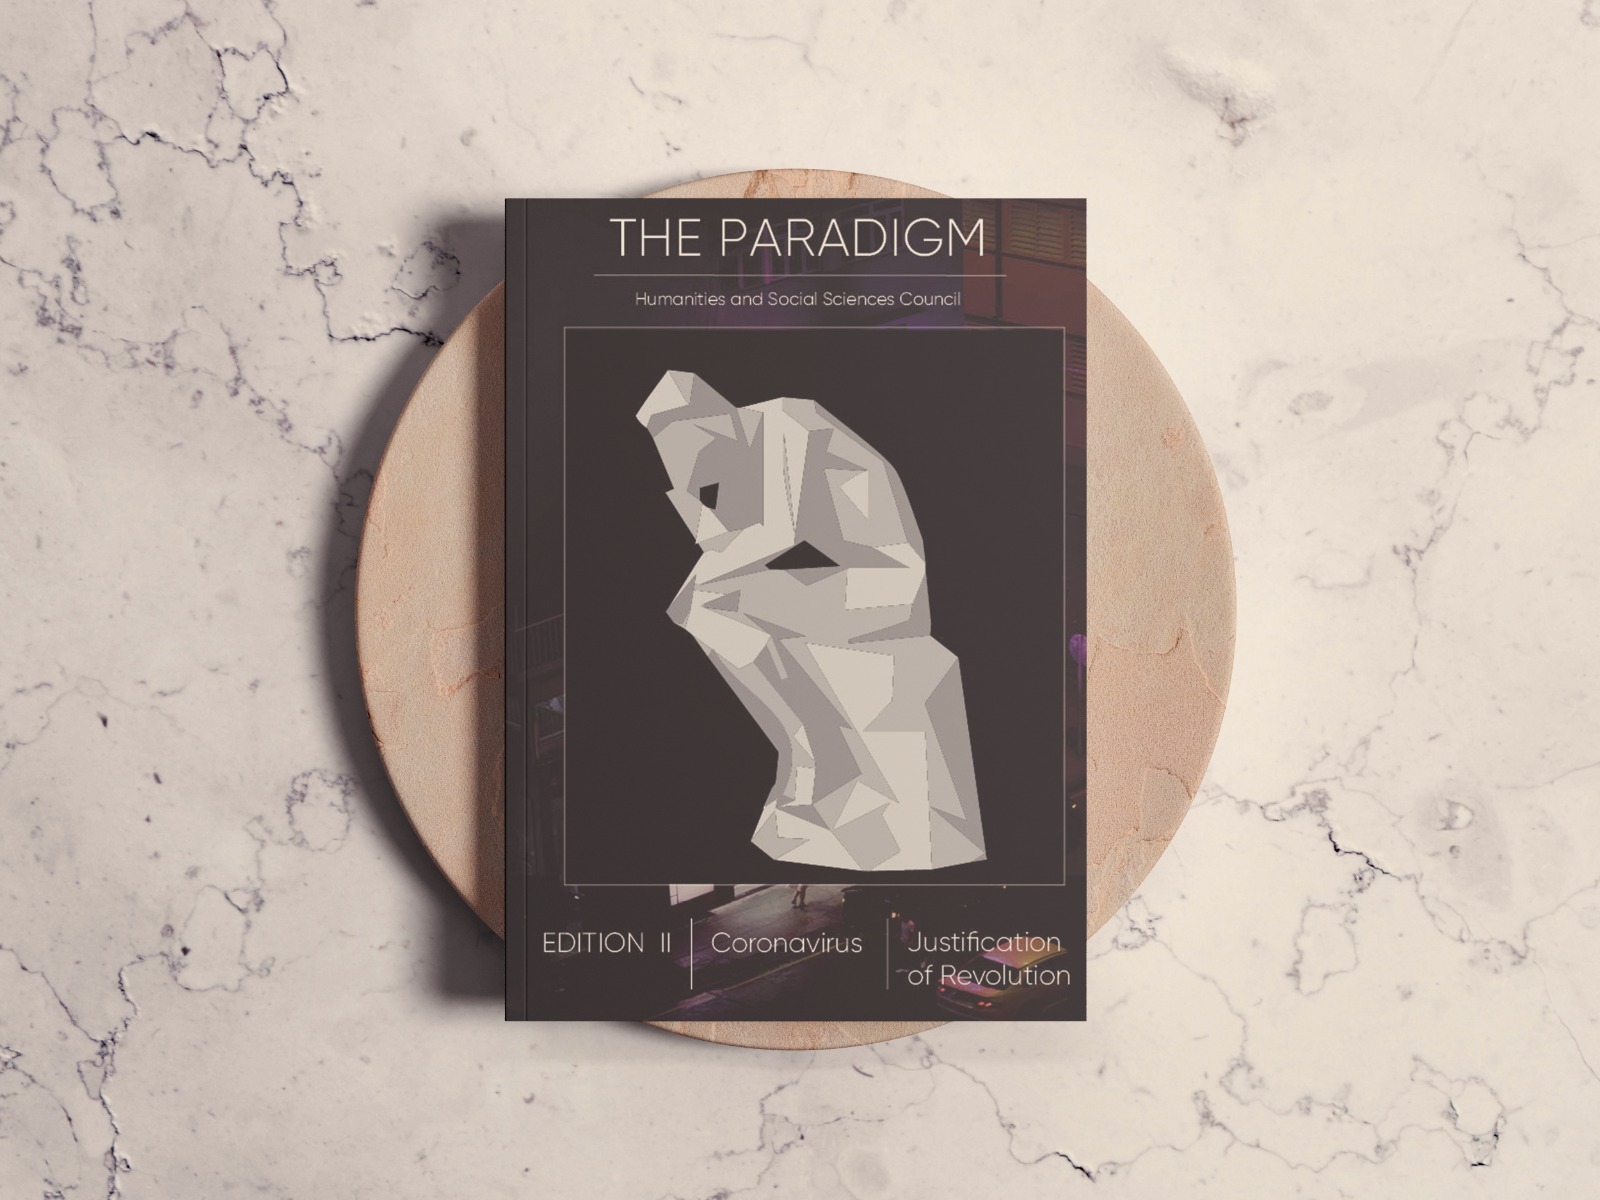 THE PARADIGM
Humanities and Social Sciences Council
EDITION II
Coronavirus
Justification
of Revolution